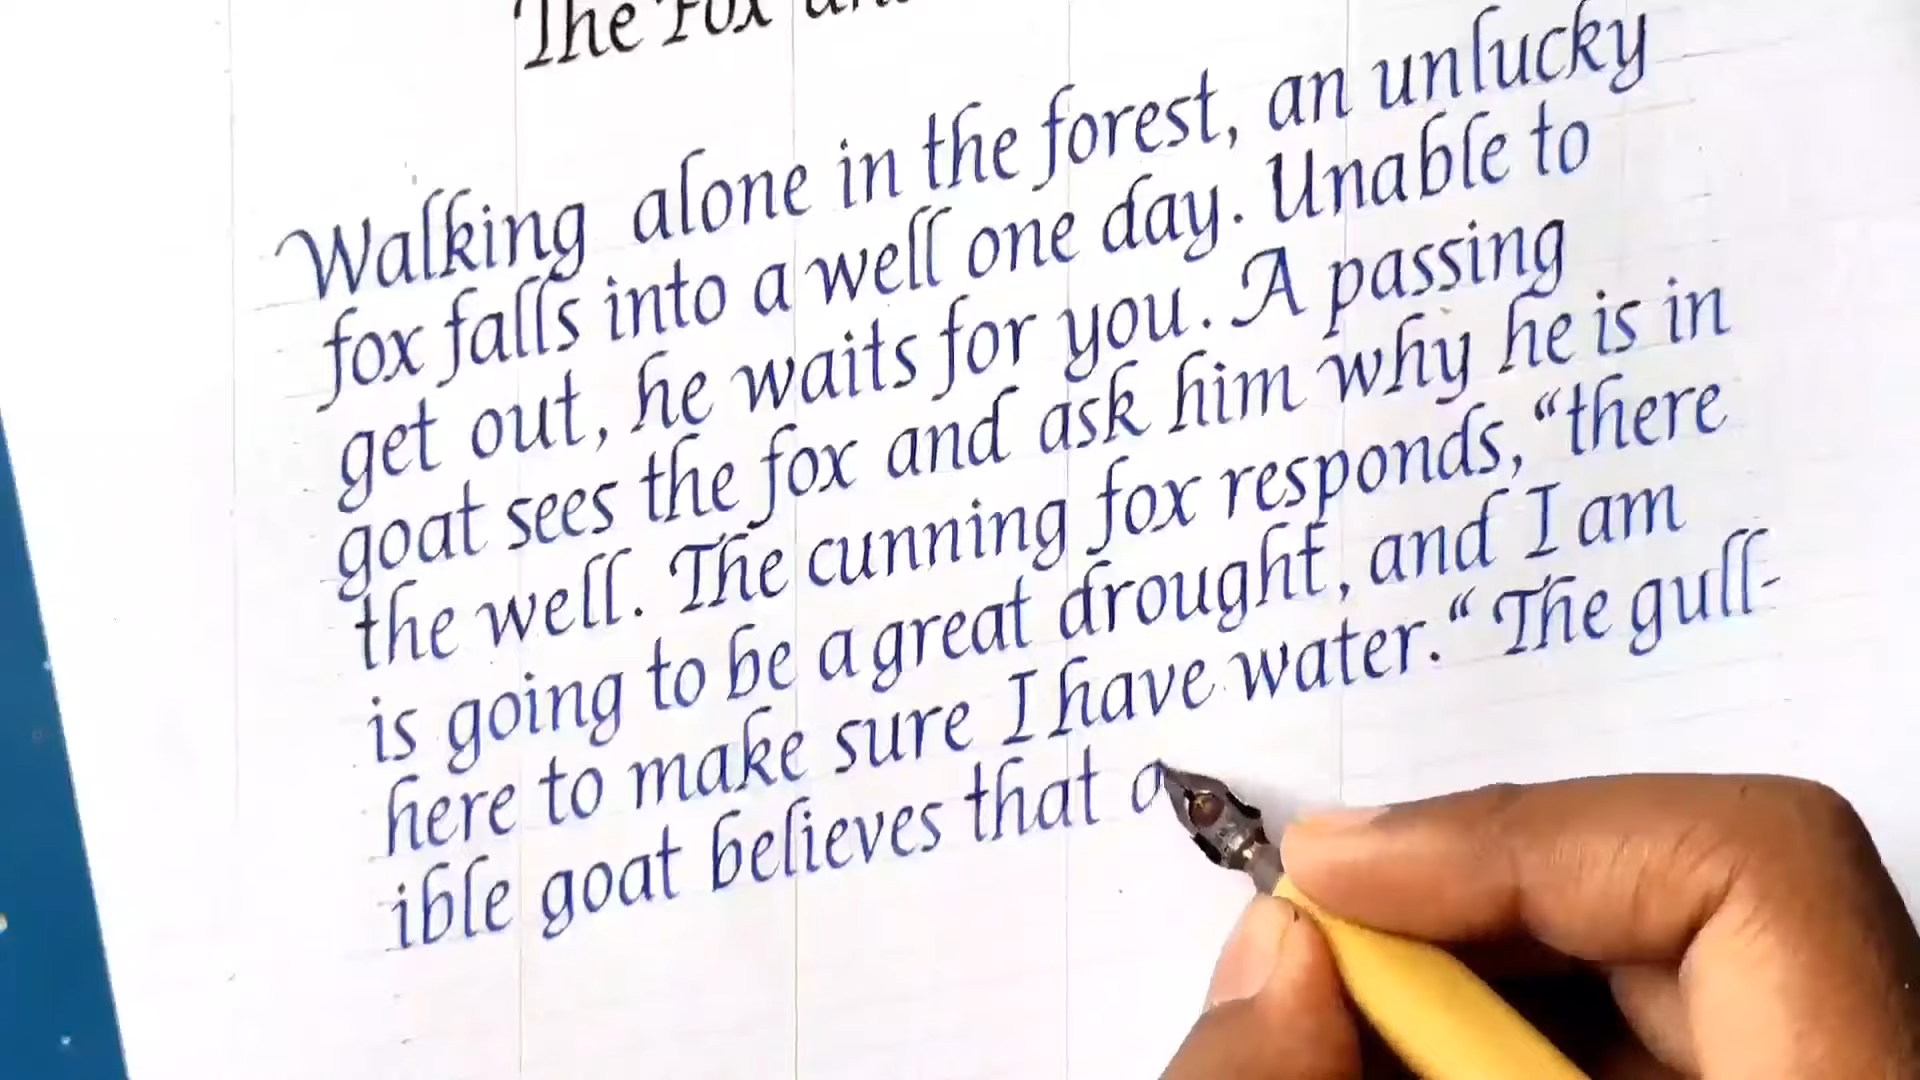 The Fox and
Walking alone in the forest, an unlucky
fox falls into a well one day. Unable to
get out, he waits for you. A passing
goat sees the fox and ask him why he is in
the well. The cunning fox responds, “there
is going to be a great drought, and I am
here to make sure I have water.“ The gull-
ible goat believes that a